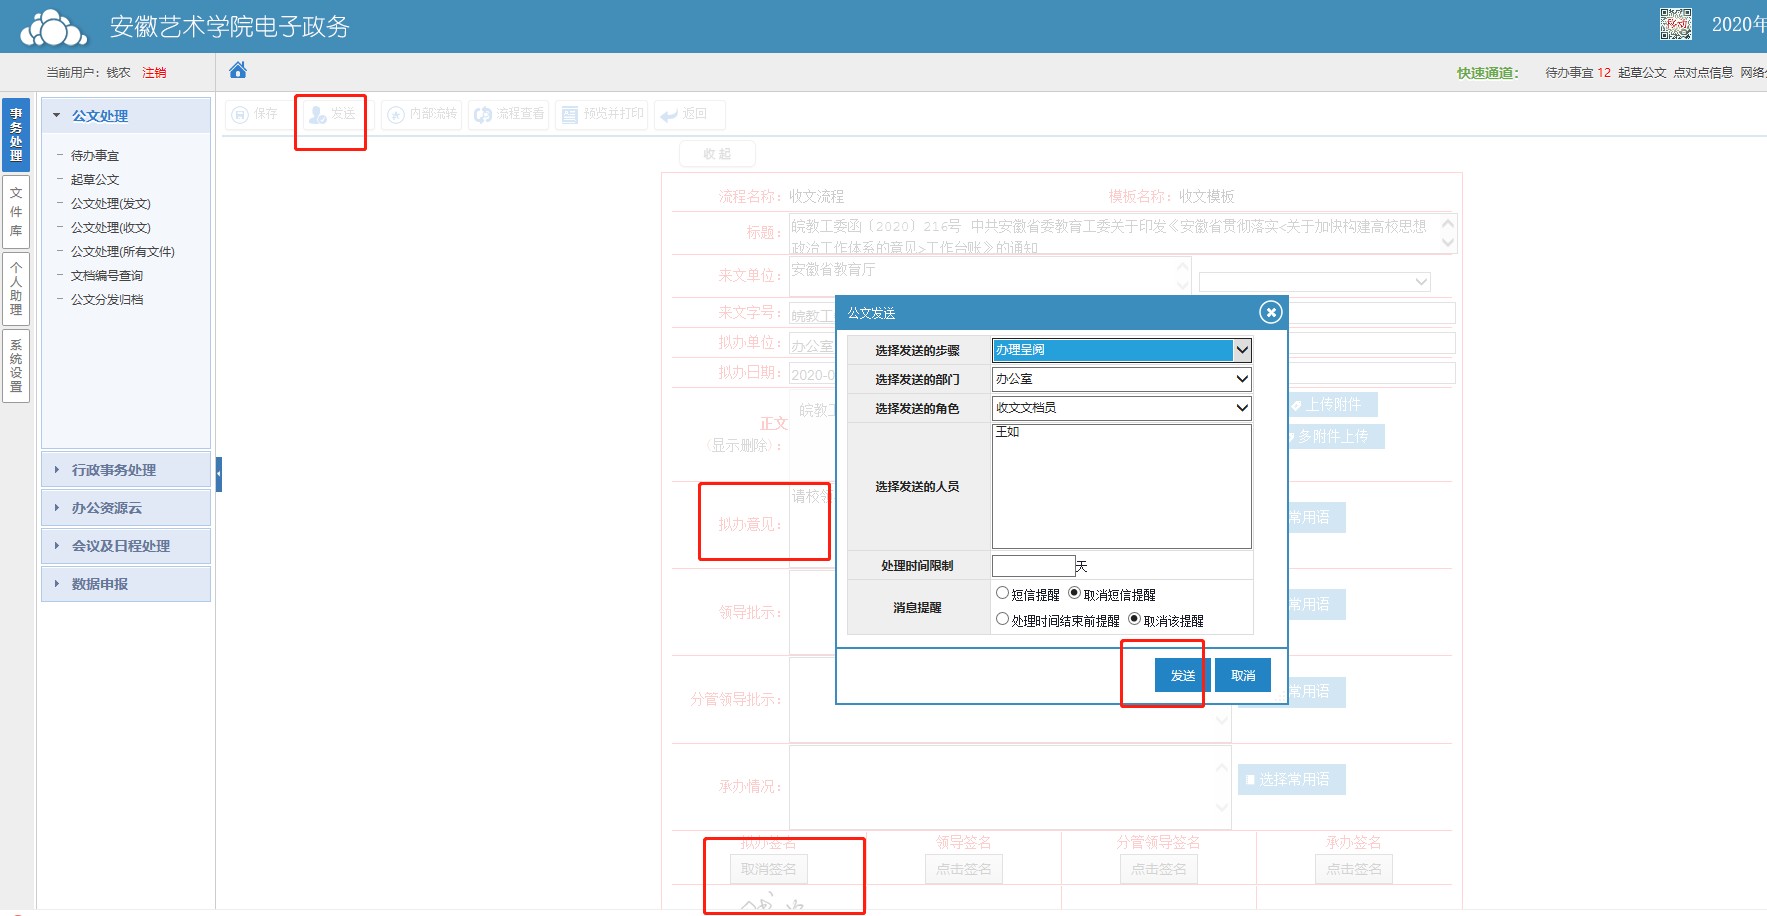 安徽艺术学院电子政务
移动
2020年
当前用户：钱农 注销
快速通道： 待办事宜 12 起草公文 点对点信息 网络
事务处理
文件库
个人助理
系统设置
公文处理
待办事宜
起草公文
公文处理(发文)
公文处理(收文)
公文处理(所有文件)
文档编号查询
公文分发归档
行政事务处理
办公资源云
会议及日程处理
数据申报
保存 发送 内部流转 流程查看 预览并打印 返回
收 起
流程名称： 收文流程 模板名称： 收文模板
标题： 皖教工委函〔2020〕216号 中共安徽省委教育工委关于印发《安徽省贯彻落实<关于加快构建高校思想
政治工作体系的意见>工作台账》的通知
来文单位： 安徽省教育厅
来文字号： 皖教工
拟办单位： 办公室
拟办日期： 2020-0
正文 皖教工
（显示删除）：
上传附件
多附件上传
拟办意见： 请校领
常用语
领导批示：
常用语
分管领导批示：
常用语
承办情况：
选择常用语
拟办签名 领导签名 分管领导签名 承办签名
取消签名 点击签名 点击签名 点击签名
公文发送
选择发送的步骤 办理呈阅
选择发送的部门 办公室
选择发送的角色 收文文档员
选择发送的人员 王如
处理时间限制 天
消息提醒 短信提醒 取消短信提醒
处理时间结束前提醒 取消该提醒
发送 取消